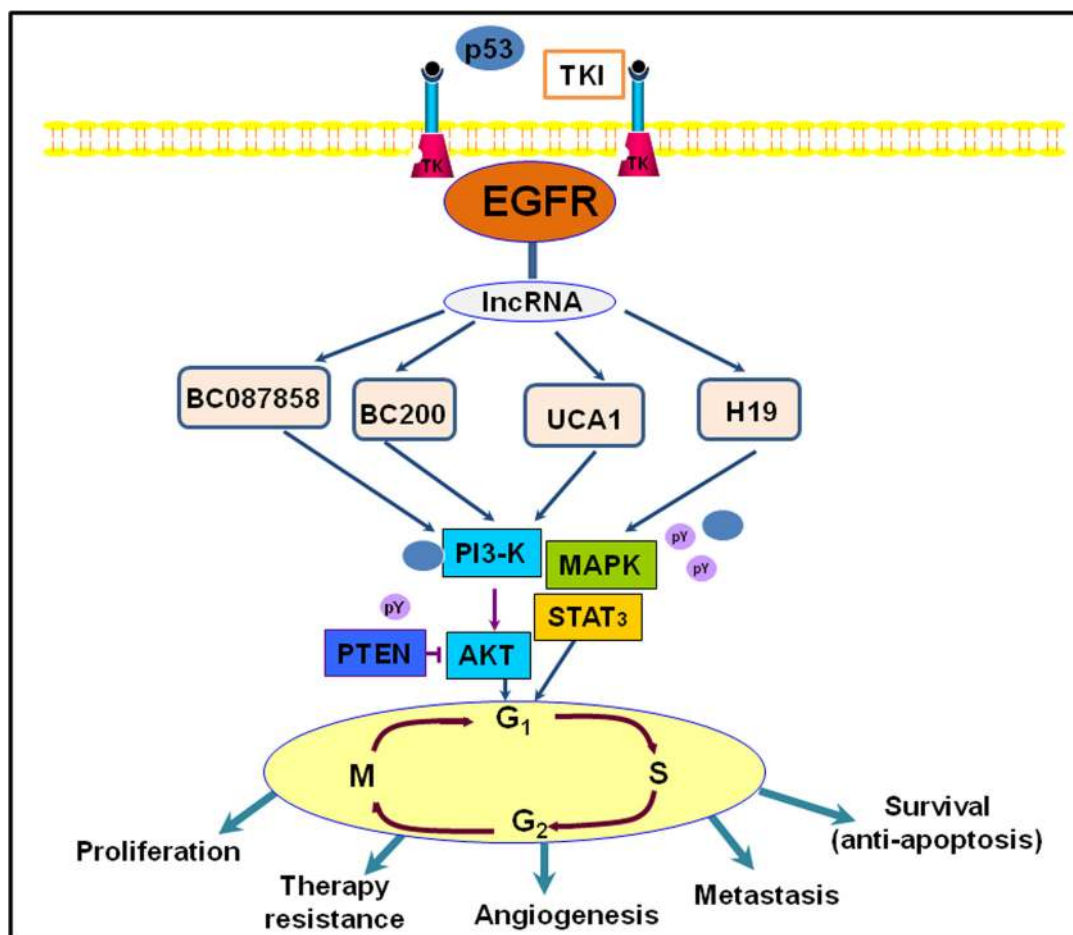 p53
TKI
TK
TK
EGFR
lncRNA
BC087858
BC200
UCA1
H19
PI3-K
MAPK
pY
pY
pY
STAT3
PTEN
AKT
G1
M
S
G2
Proliferation
Therapy
resistance
Angiogenesis
Metastasis
Survival
(anti-apoptosis)